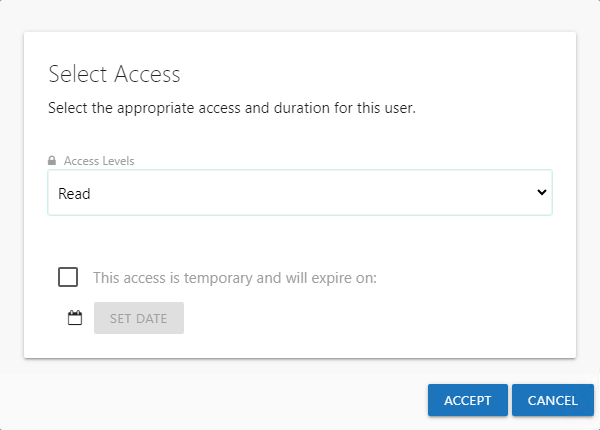 Select Access
Select the appropriate access and duration for this user.
Access Levels
Read
This access is temporary and will expire on:
SET DATE
ACCEPT CANCEL